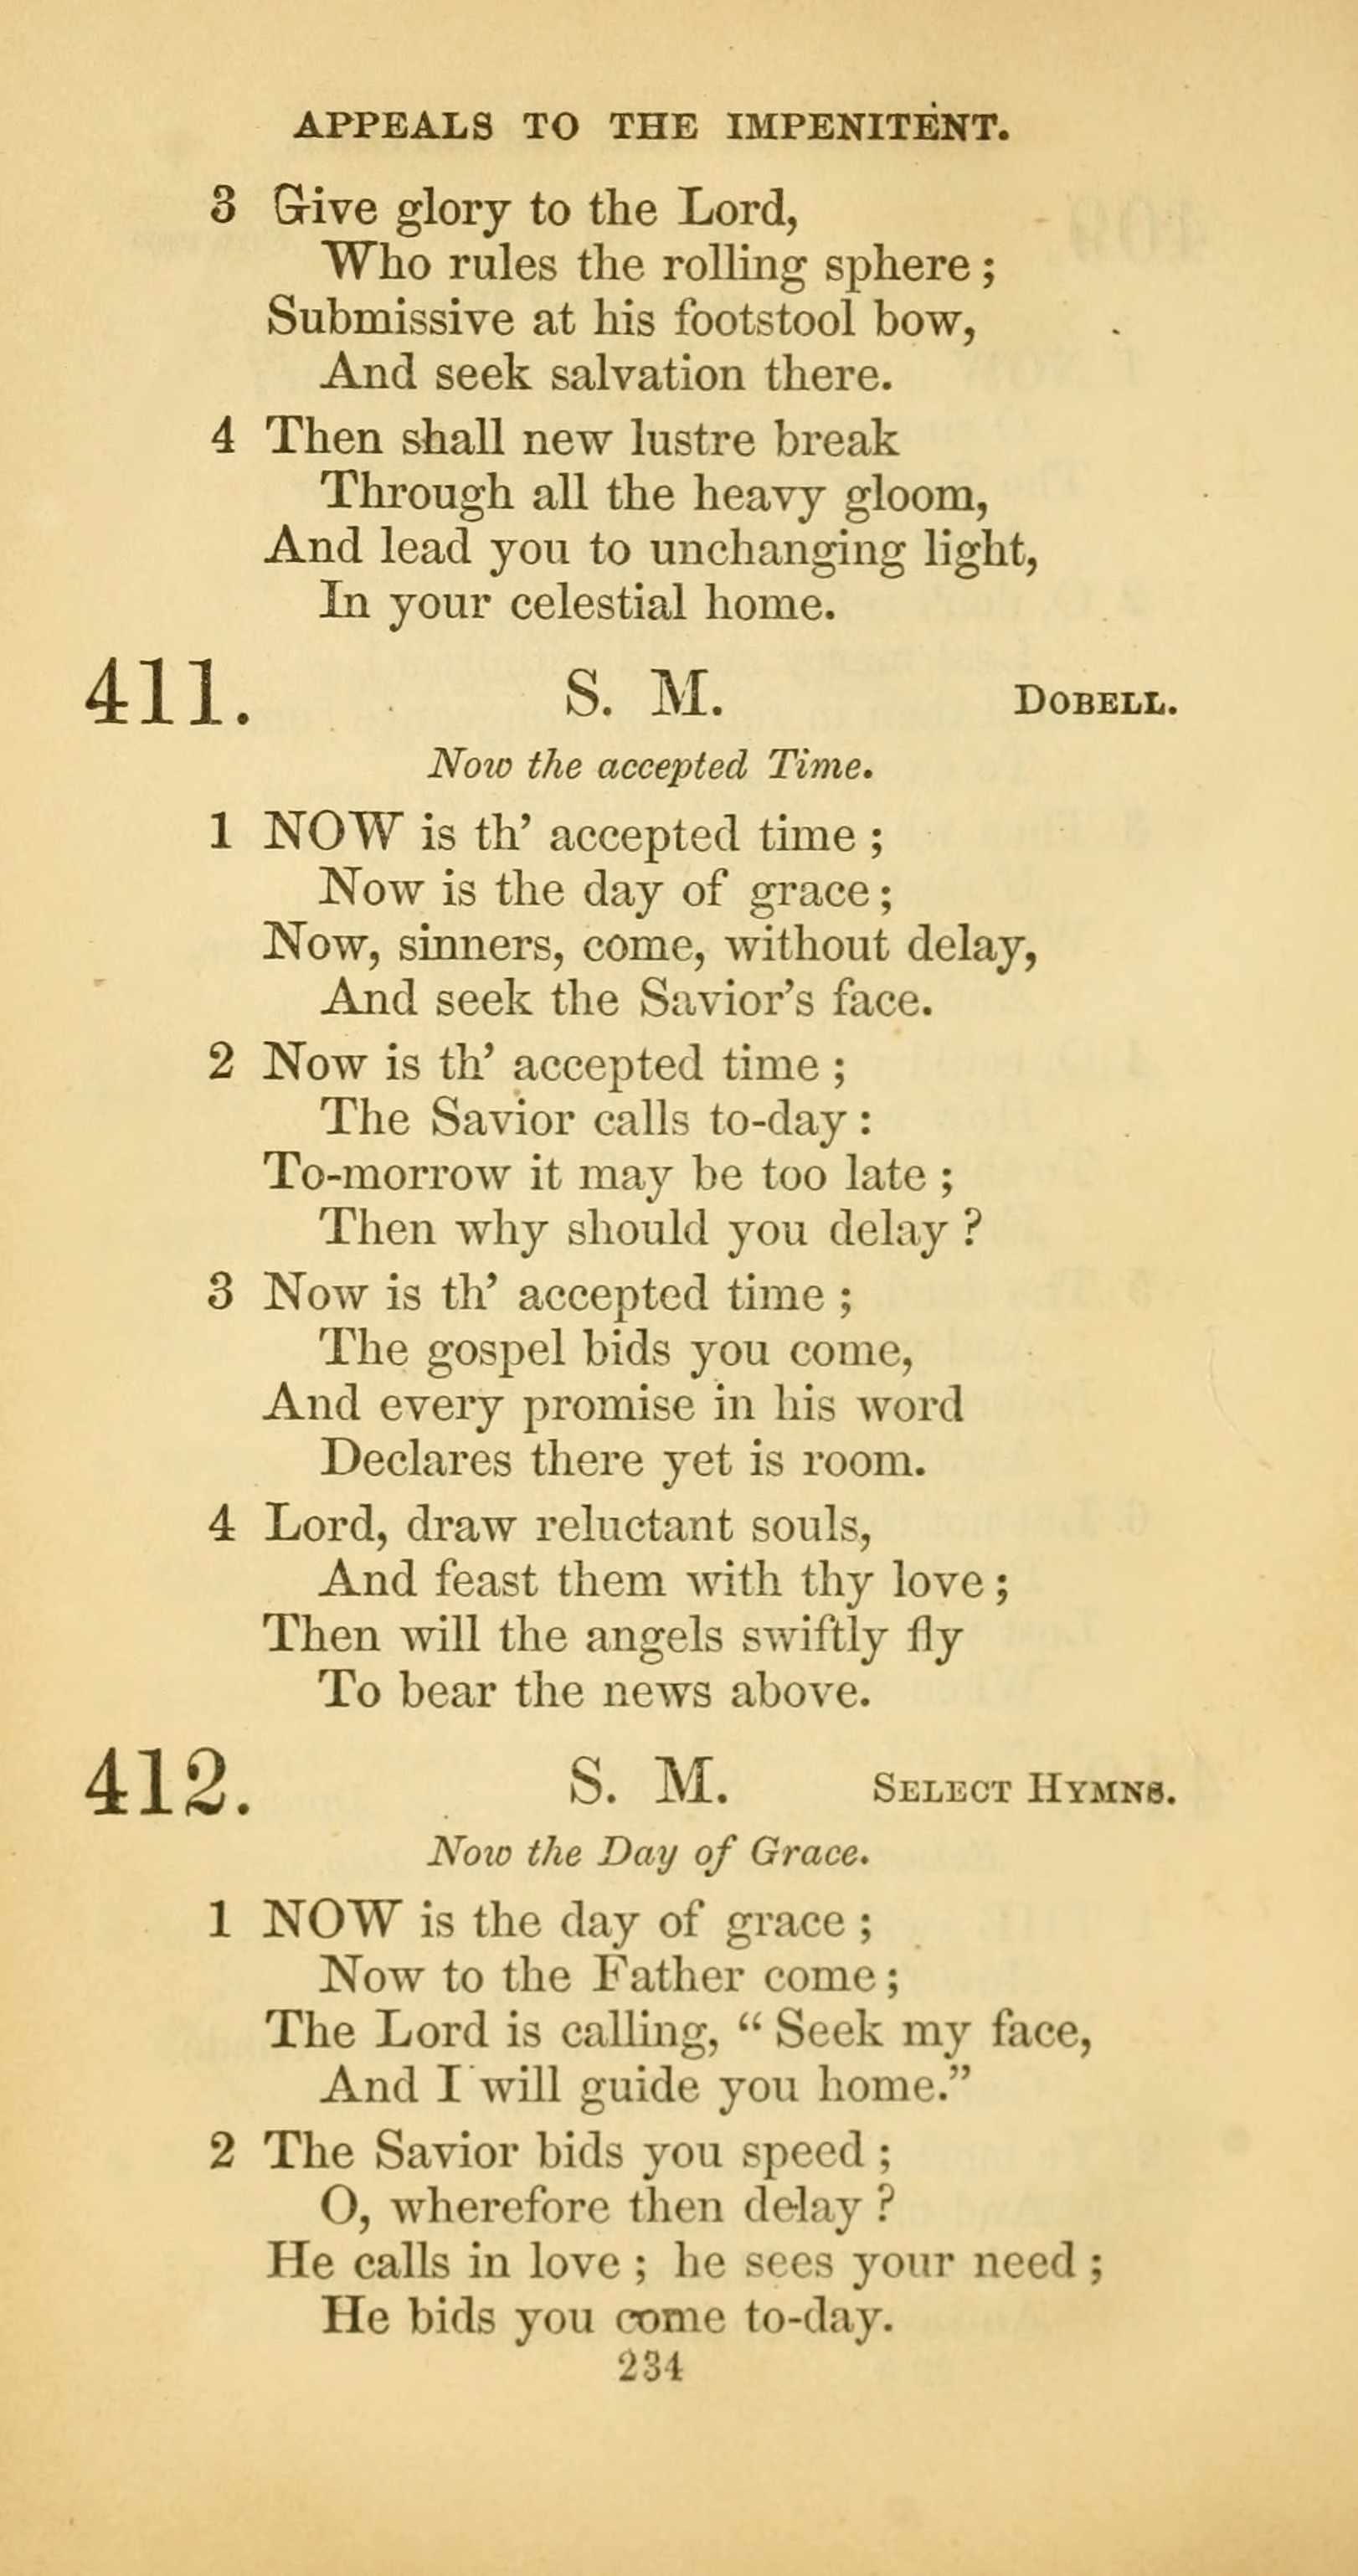 APPEALS TO THE IMPENITENT.
3 Give glory to the Lord,
Who rules the rolling sphere ;
Submissive at his footstool bow,
And seek salvation there.
4 Then shall new lustre break
Through all the heavy gloom,
And lead you to unchanging light,
In your celestial home.
411. S. M. DOBELL.
Now the accepted Time.
1 NOW is th' accepted time ;
Now is the day of grace ;
Now, sinners, come, without delay,
And seek the Savior's face.
2 Now is th' accepted time ;
The Savior calls to-day :
To-morrow it may be too late ;
Then why should you delay ?
3 Now is th' accepted time ;
The gospel bids you come,
And every promise in his word
Declares there yet is room.
4 Lord, draw reluctant souls,
And feast them with thy love ;
Then will the angels swiftly fly
To bear the news above.
412. S. M. SELECT HYMNS.
Now the Day of Grace.
1 NOW is the day of grace ;
Now to the Father come ;
The Lord is calling, “ Seek my face,
And I will guide you home.”
2 The Savior bids you speed ;
O, wherefore then delay ?
He calls in love ; he sees your need ;
He bids you come to-day.
234